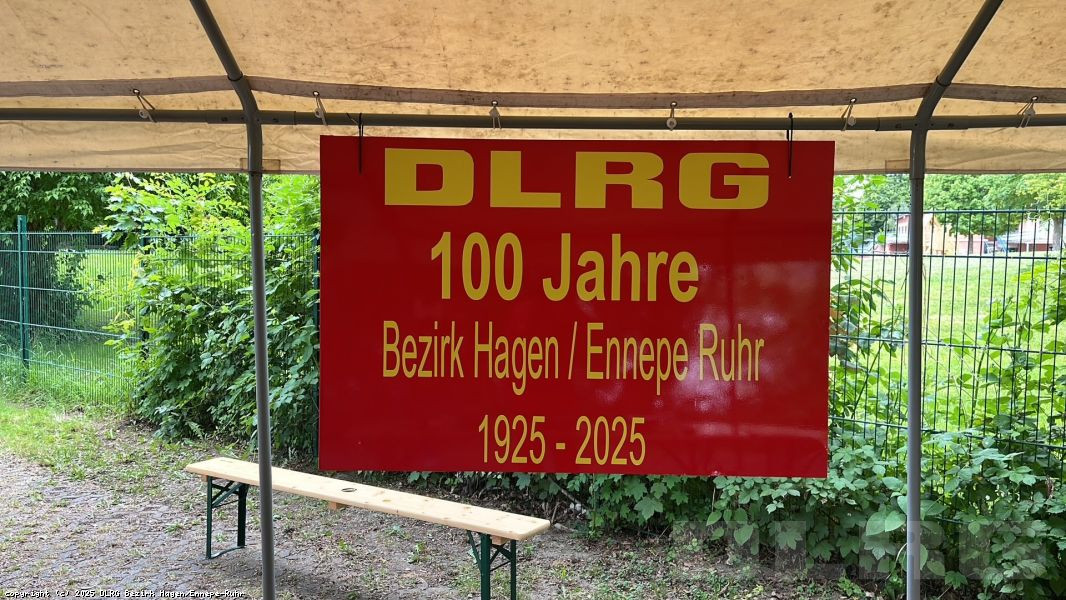 DLRG
100 Jahre
Bezirk Hagen / Ennepe Ruhr
1925 - 2025
Copyright (c) 2025 DLRG Bezirk Hagen/Ennepe-Ruhr